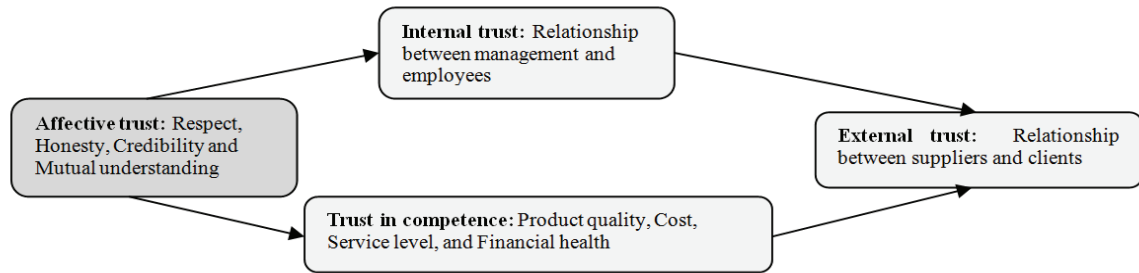 Internal trust: Relationship
between management and
employees
Affective trust: Respect,
Honesty, Credibility and
Mutual understanding
External trust: Relationship
between suppliers and clients
Trust in competence: Product quality, Cost,
Service level, and Financial health